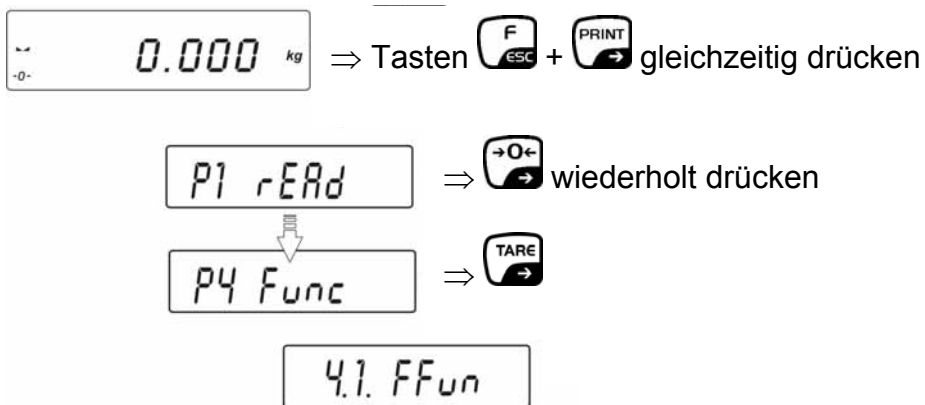 -0- 0.000 kg ⇒ Tasten F ESC + PRINT gleichzeitig drücken
P1 rEAd ⇒ →0← wiederholt drücken
P4 Func ⇒ TARE
4.1. FFun